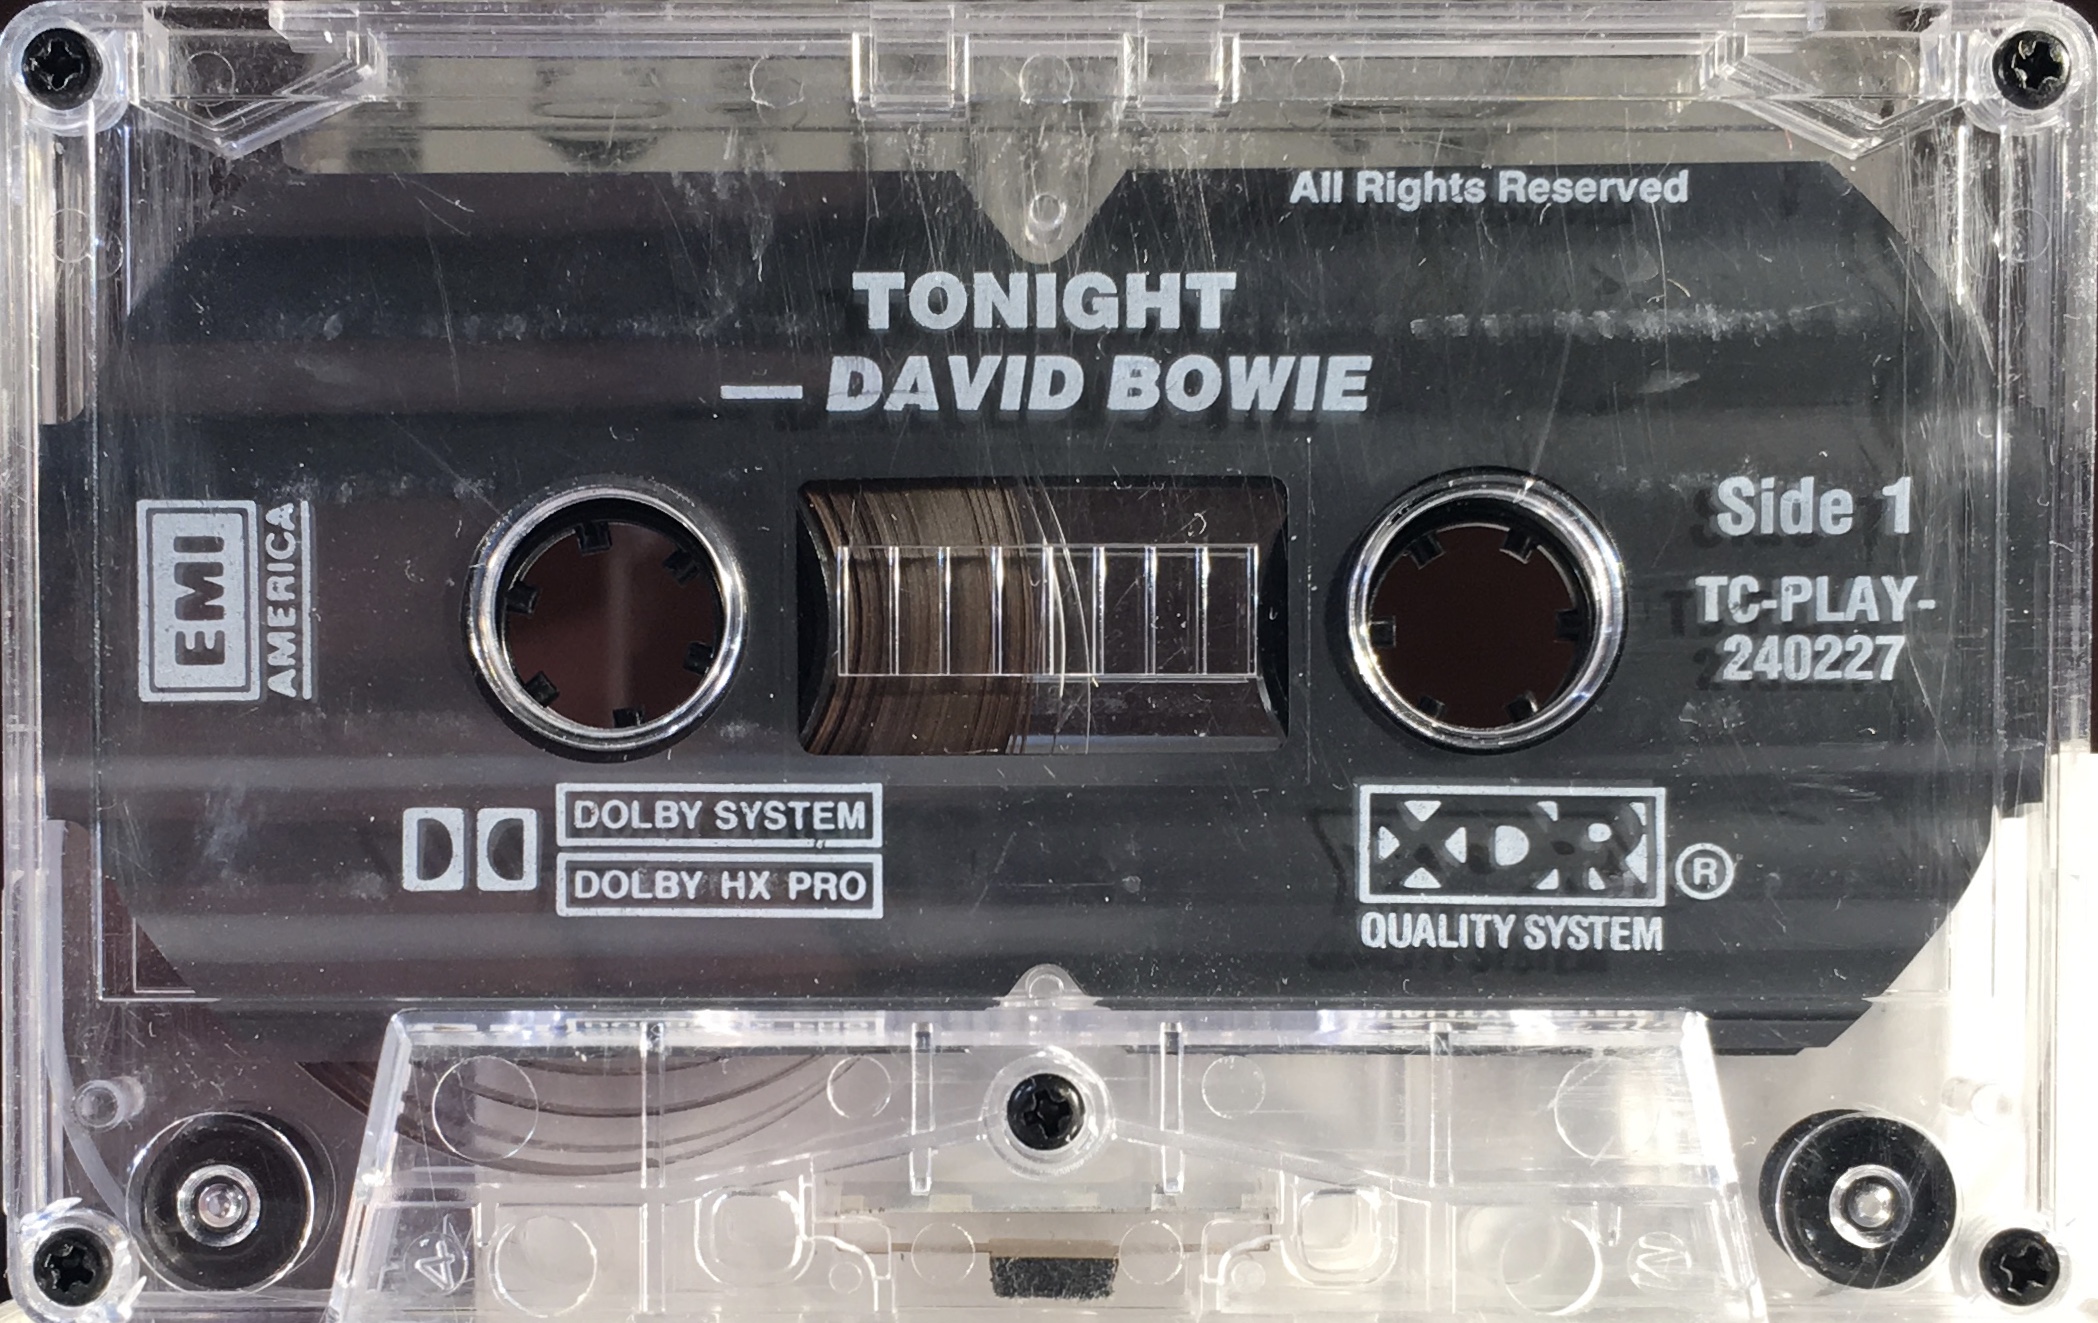 All Rights Reserved
TONIGHT
— DAVID BOWIE
Side 1
TC-PLAY-
240227
EMI
AMERICA
DOLBY SYSTEM
DOLBY HX PRO
XDR ®
QUALITY SYSTEM
4